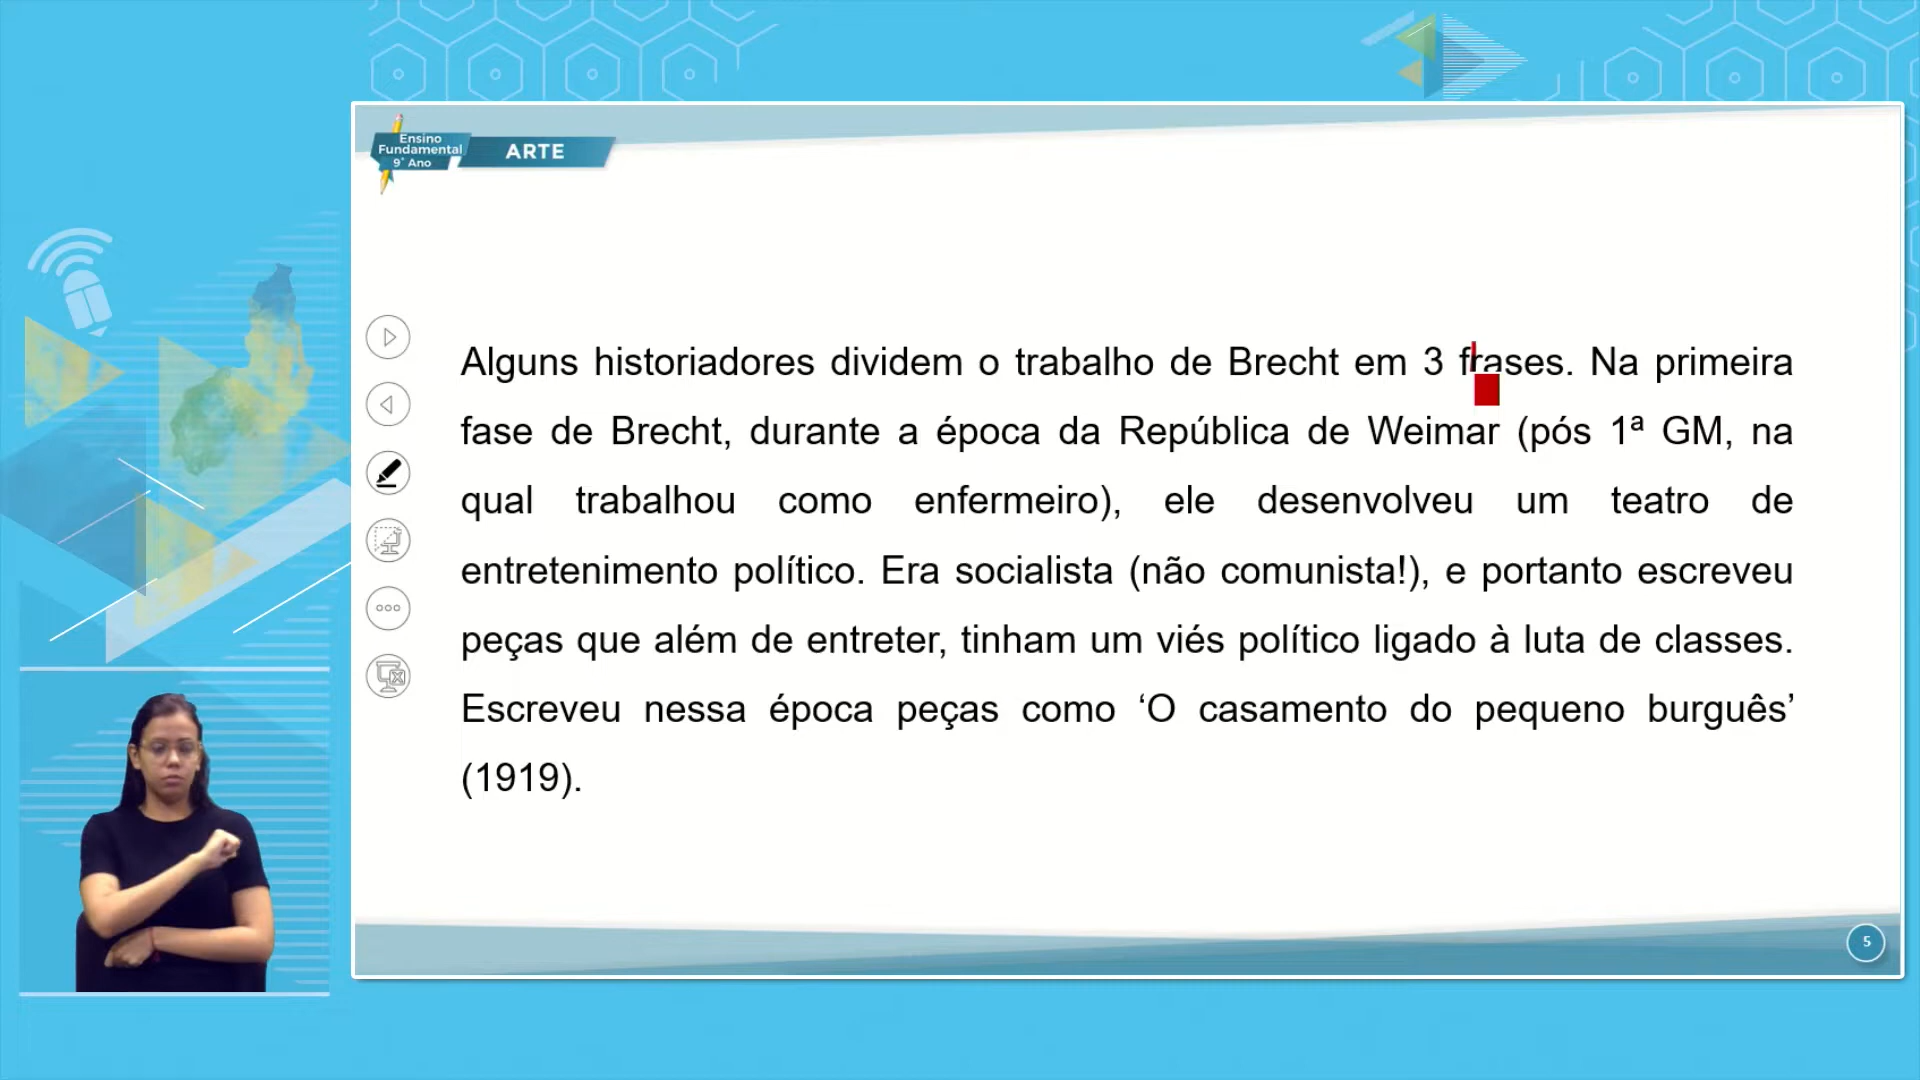 Ensino
Fundamental
9° Ano
ARTE
Alguns historiadores dividem o trabalho de Brecht em 3 frases. Na primeira
fase de Brecht, durante a época da República de Weimar (pós 1ª GM, na
qual trabalhou como enfermeiro), ele desenvolveu um teatro de
entretenimento político. Era socialista (não comunista!), e portanto escreveu
peças que além de entreter, tinham um viés político ligado à luta de classes.
Escreveu nessa época peças como ‘O casamento do pequeno burguês’
(1919).
5